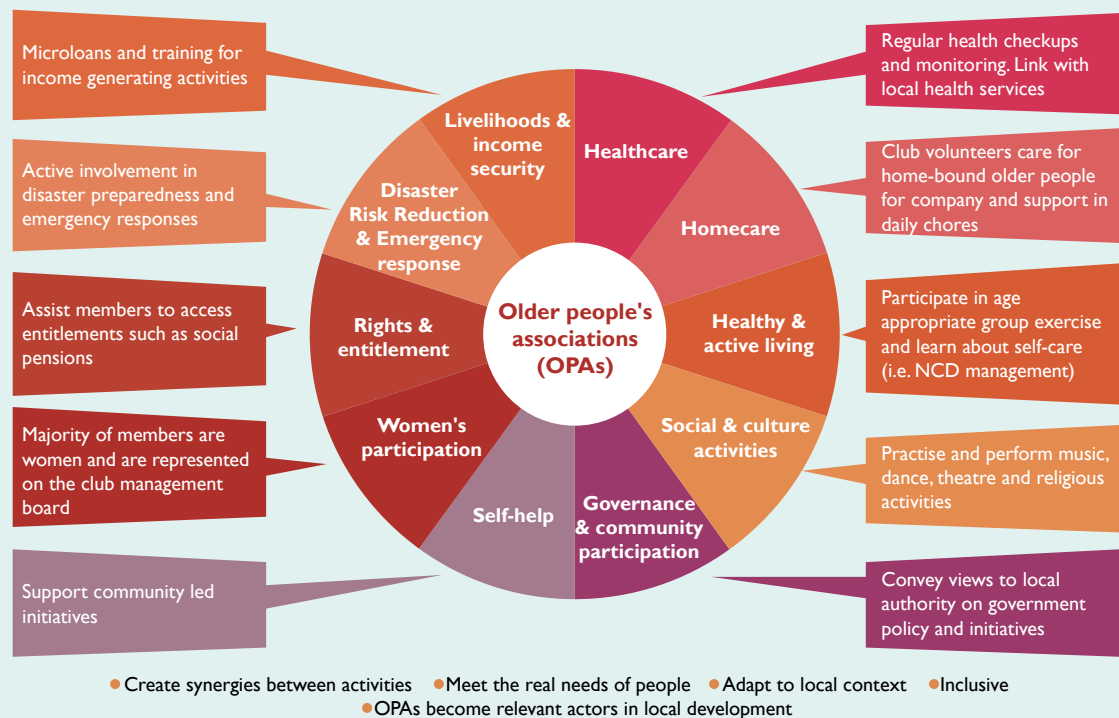 Microloans and training for
income generating activities
Active involvement in
disaster preparedness and
emergency responses
Assist members to access
entitlements such as social
pensions
Majority of members are
women and are represented
on the club management
board
Support community led
initiatives
Livelihoods &
income
security
Healthcare
Disaster
Risk Reduction
& Emergency
response
Homecare
Rights &
entitlement
Older people's
associations
(OPAs)
Healthy &
active living
Women's
participation
Social & culture
activities
Self-help
Governance
& community
participation
Regular health checkups
and monitoring. Link with
local health services
Club volunteers care for
home-bound older people
for company and support in
daily chores
Participate in age
appropriate group exercise
and learn about self-care
(i.e. NCD management)
Practise and perform music,
dance, theatre and religious
activities
Convey views to local
authority on government
policy and initiatives
Create synergies between activities Meet the real needs of people Adapt to local context Inclusive
OPAs become relevant actors in local development